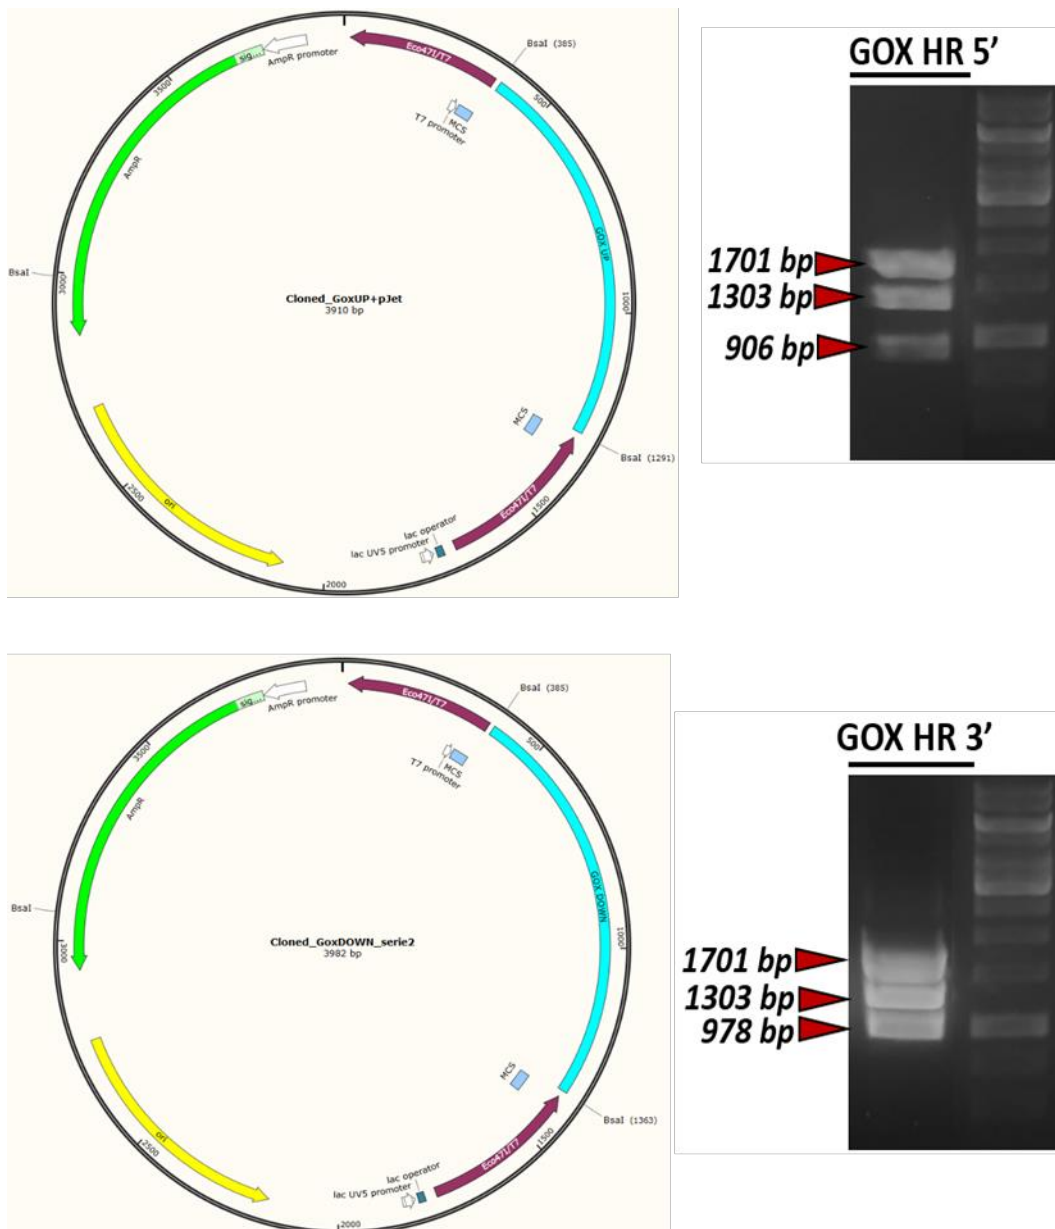 AmpR promoter
sig...
Eco47I/T7
BsaI (385)
500
T7 promoter
MCS
3500
AmpR
GOX UP
BsaI
3000
Cloned_GoxUP+pJet
3910 bp
1000
MCS
BsaI (1291)
2500
ori
Eco47I/T7
1500
lac operator
lac UV5 promoter
2000
GOX HR 5’
1701 bp
1303 bp
906 bp
AmpR promoter
sig...
Eco47I/T7
BsaI (385)
500
T7 promoter
MCS
3500
AmpR
GOX DOWN
BsaI
3000
Cloned_GoxDOWN_serie2
3982 bp
1000
MCS
BsaI (1363)
2500
ori
Eco47I/T7
1500
lac operator
lac UV5 promoter
2000
GOX HR 3’
1701 bp
1303 bp
978 bp